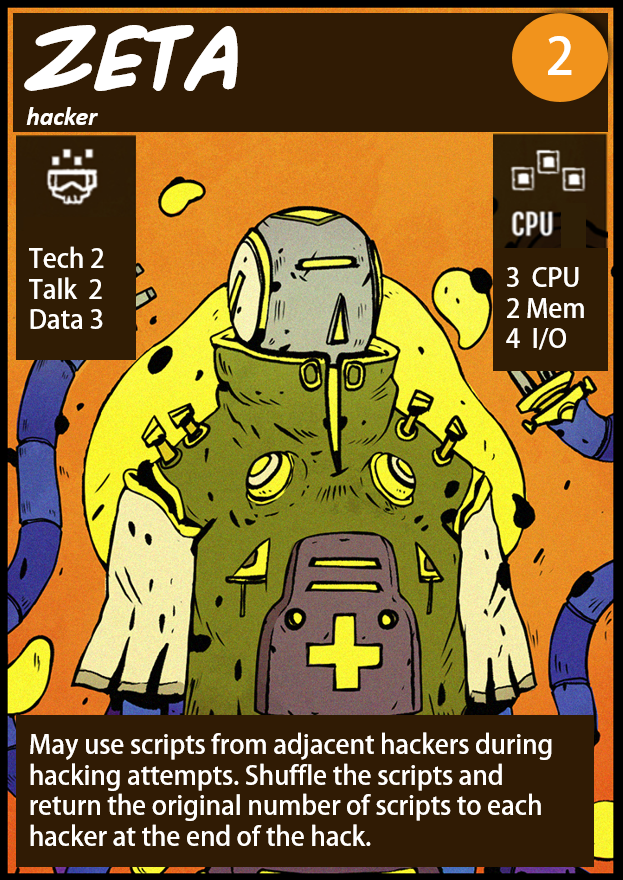 ZETA
2
hacker
Tech 2
Talk 2
Data 3
CPU
3 CPU
2 Mem
4 I/O
May use scripts from adjacent hackers during
hacking attempts. Shuffle the scripts and
return the original number of scripts to each
hacker at the end of the hack.